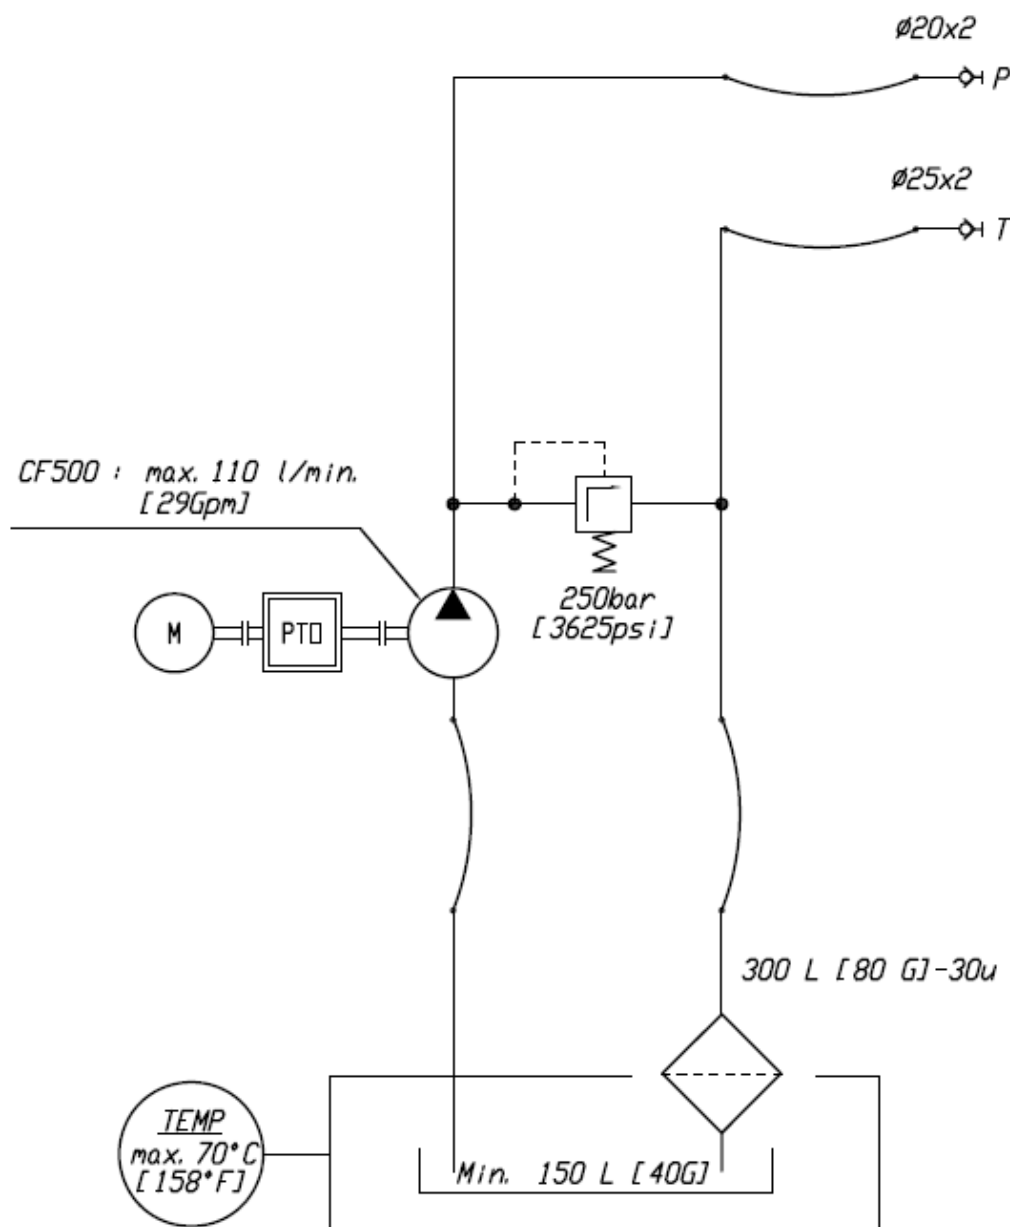 ø20x2
P
ø25x2
T
CF500 : max. 110 l/min.
[29Gpm]
250bar
[3625psi]
M
PTO
300 L [80 G]-30u
TEMP
max. 70°C
[158°F]
Min. 150 L [40G]